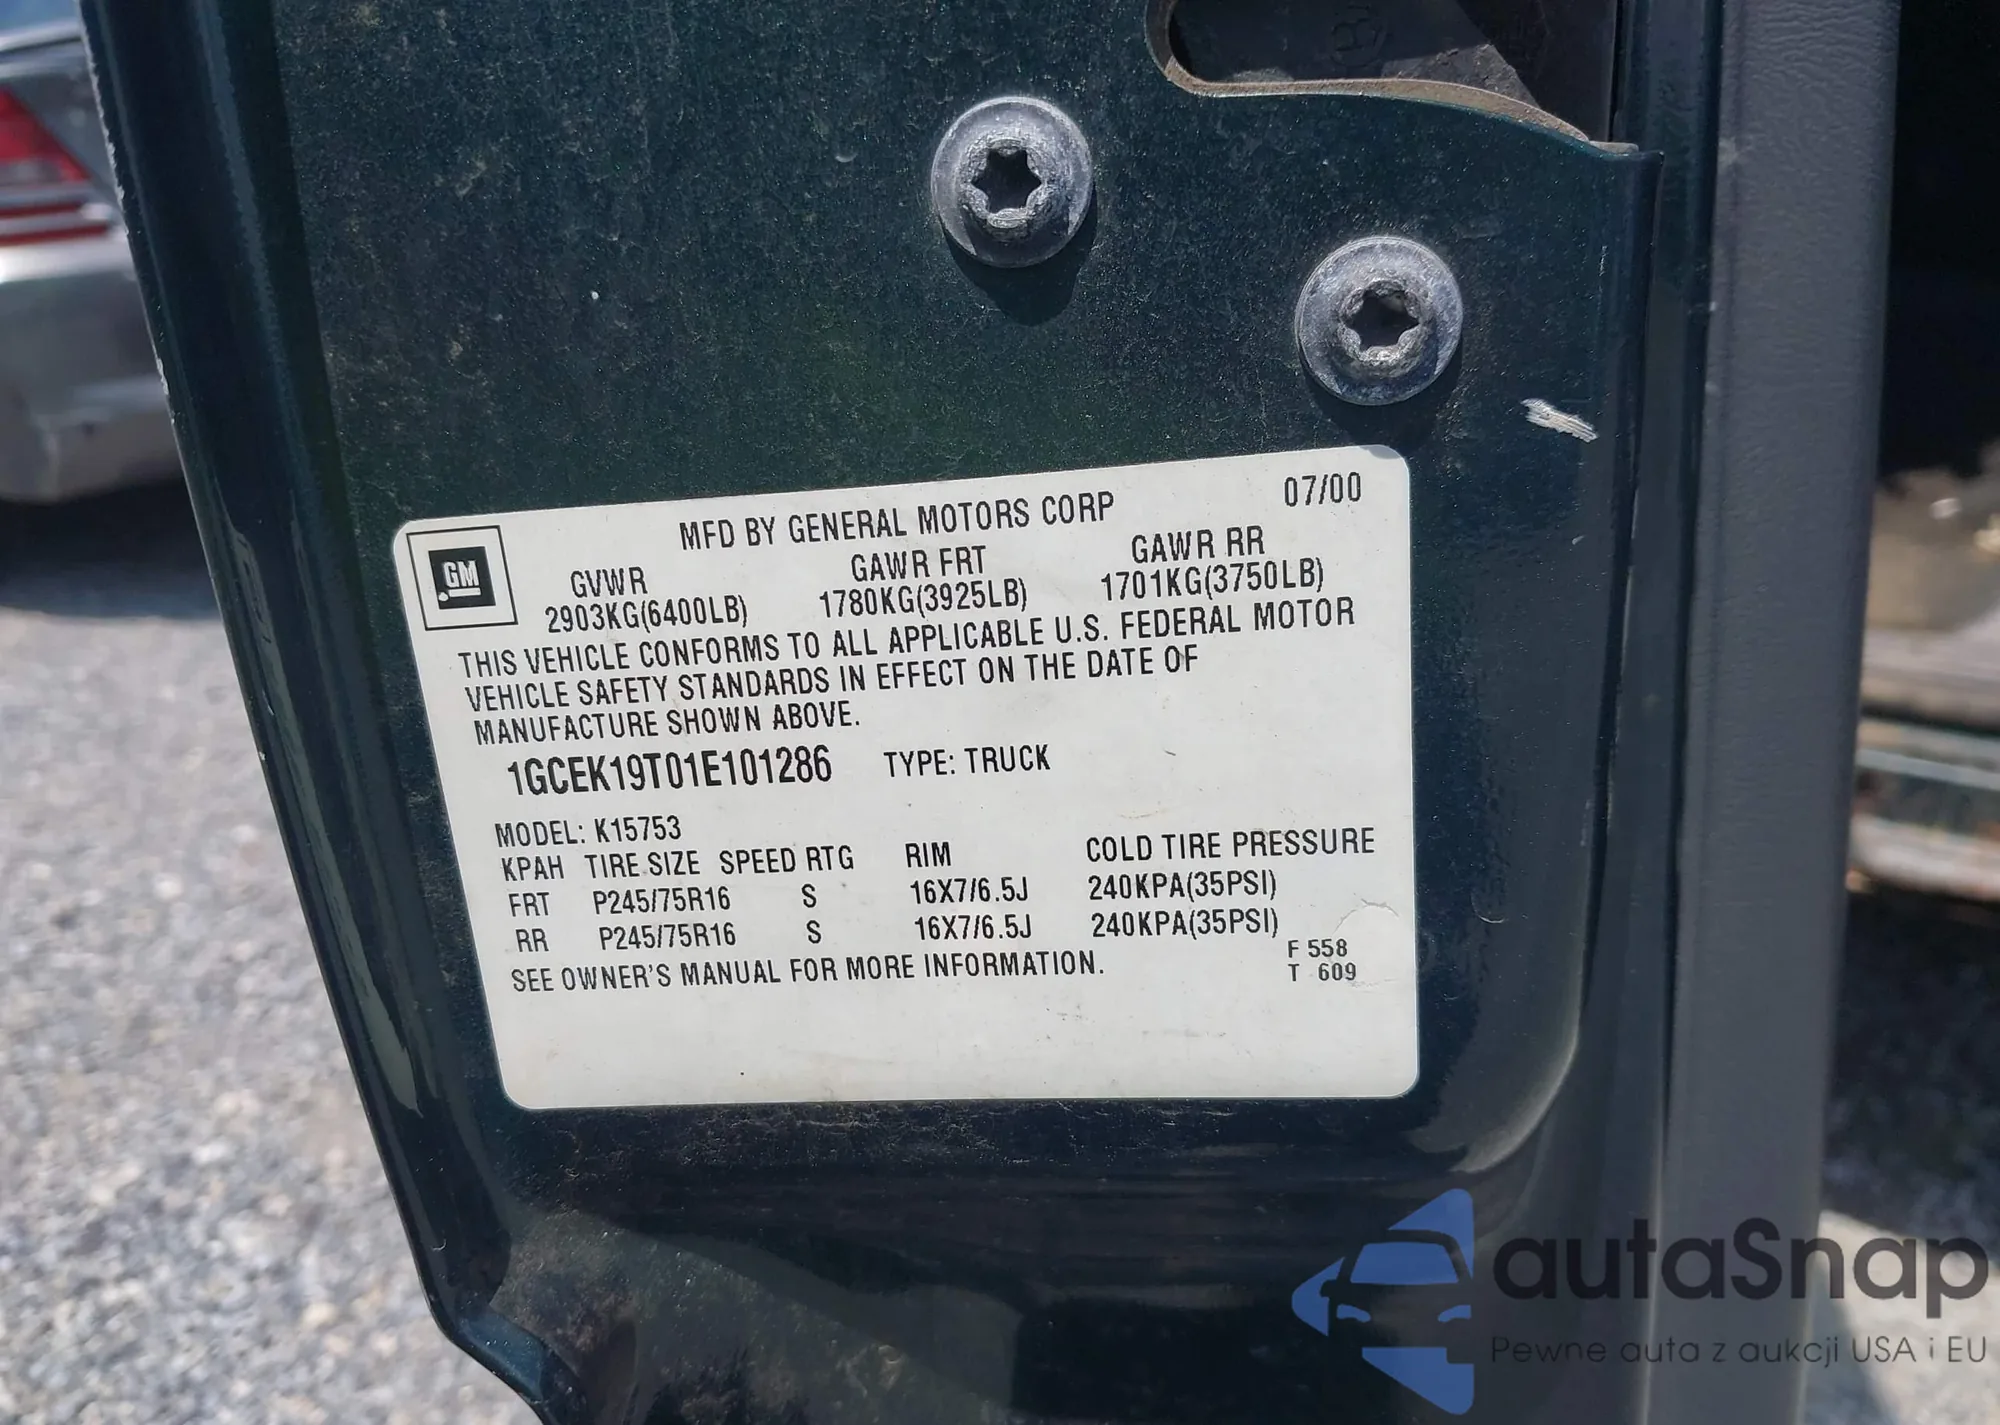 MFD BY GENERAL MOTORS CORP 07/00
GM
GVWR GAWR FRT GAWR RR
2903KG(6400LB) 1780KG(3925LB) 1701KG(3750LB)
THIS VEHICLE CONFORMS TO ALL APPLICABLE U.S. FEDERAL MOTOR
VEHICLE SAFETY STANDARDS IN EFFECT ON THE DATE OF
MANUFACTURE SHOWN ABOVE.
1GCEK19T01E101286 TYPE: TRUCK
MODEL: K15753
KPAH TIRE SIZE SPEED RTG RIM COLD TIRE PRESSURE
FRT P245/75R16 S 16X7/6.5J 240KPA(35PSI)
RR P245/75R16 S 16X7/6.5J 240KPA(35PSI)
SEE OWNER'S MANUAL FOR MORE INFORMATION.
F 558
T 609
autaSnap
Pewne auta z aukcji USA i EU